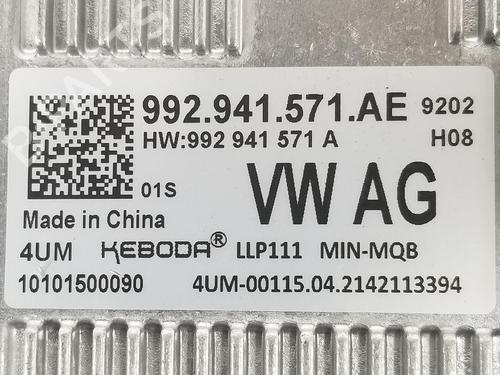 992.941.571.AE 9202
HW:992 941 571 A H08
01S VW AG
Made in China
4UM KEBODA® LLP111 MIN-MQB
10101500090 4UM-00115.04.2142113394